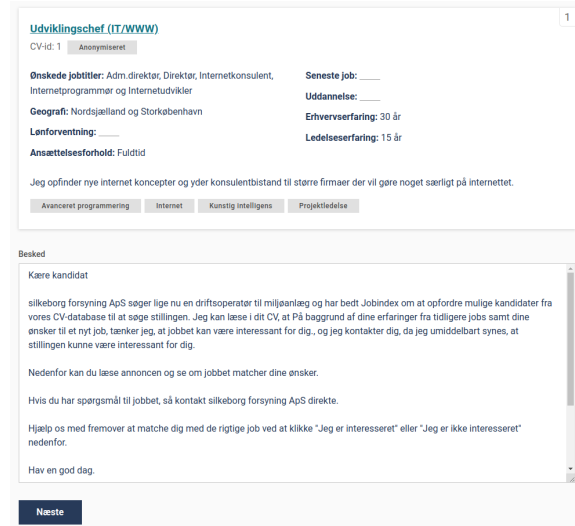 1
Udviklingschef (IT/WWW)
CV-id: 1 Anonymiseret
Ønskede jobtitler: Adm.direktør, Direktør, Internetkonsulent,
Internetprogrammør og Internetudvikler
Geografi: Nordsjælland og Storkøbenhavn
Lønforventning: ____
Ansættelsesforhold: Fuldtid
Seneste job: ____
Uddannelse: ____
Erhvervserfaring: 30 år
Ledelseserfaring: 15 år
Jeg opfinder nye internet koncepter og yder konsulentbistand til større firmaer der vil gøre noget særligt på internettet.
Avanceret programmering Internet Kunstig intelligens Projektledelse
Besked
Kære kandidat
silkeborg forsyning ApS søger lige nu en driftsoperatør til miljøanlæg og har bedt Jobindex om at opfordre mulige kandidater fra
vores CV-database til at søge stillingen. Jeg kan læse i dit CV, at På baggrund af dine erfaringer fra tidligere jobs samt dine
ønsker til et nyt job, tænker jeg, at jobbet kan være interessant for dig., og jeg kontakter dig, da jeg umiddelbart synes, at
stillingen kunne være interessant for dig.
Nedenfor kan du læse annoncen og se om jobbet matcher dine ønsker.
Hvis du har spørgsmål til jobbet, så kontakt silkeborg forsyning ApS direkte.
Hjælp os med fremover at matche dig med de rigtige job ved at klikke "Jeg er interesseret" eller "Jeg er ikke interesseret"
nedenfor.
Hav en god dag.
Næste